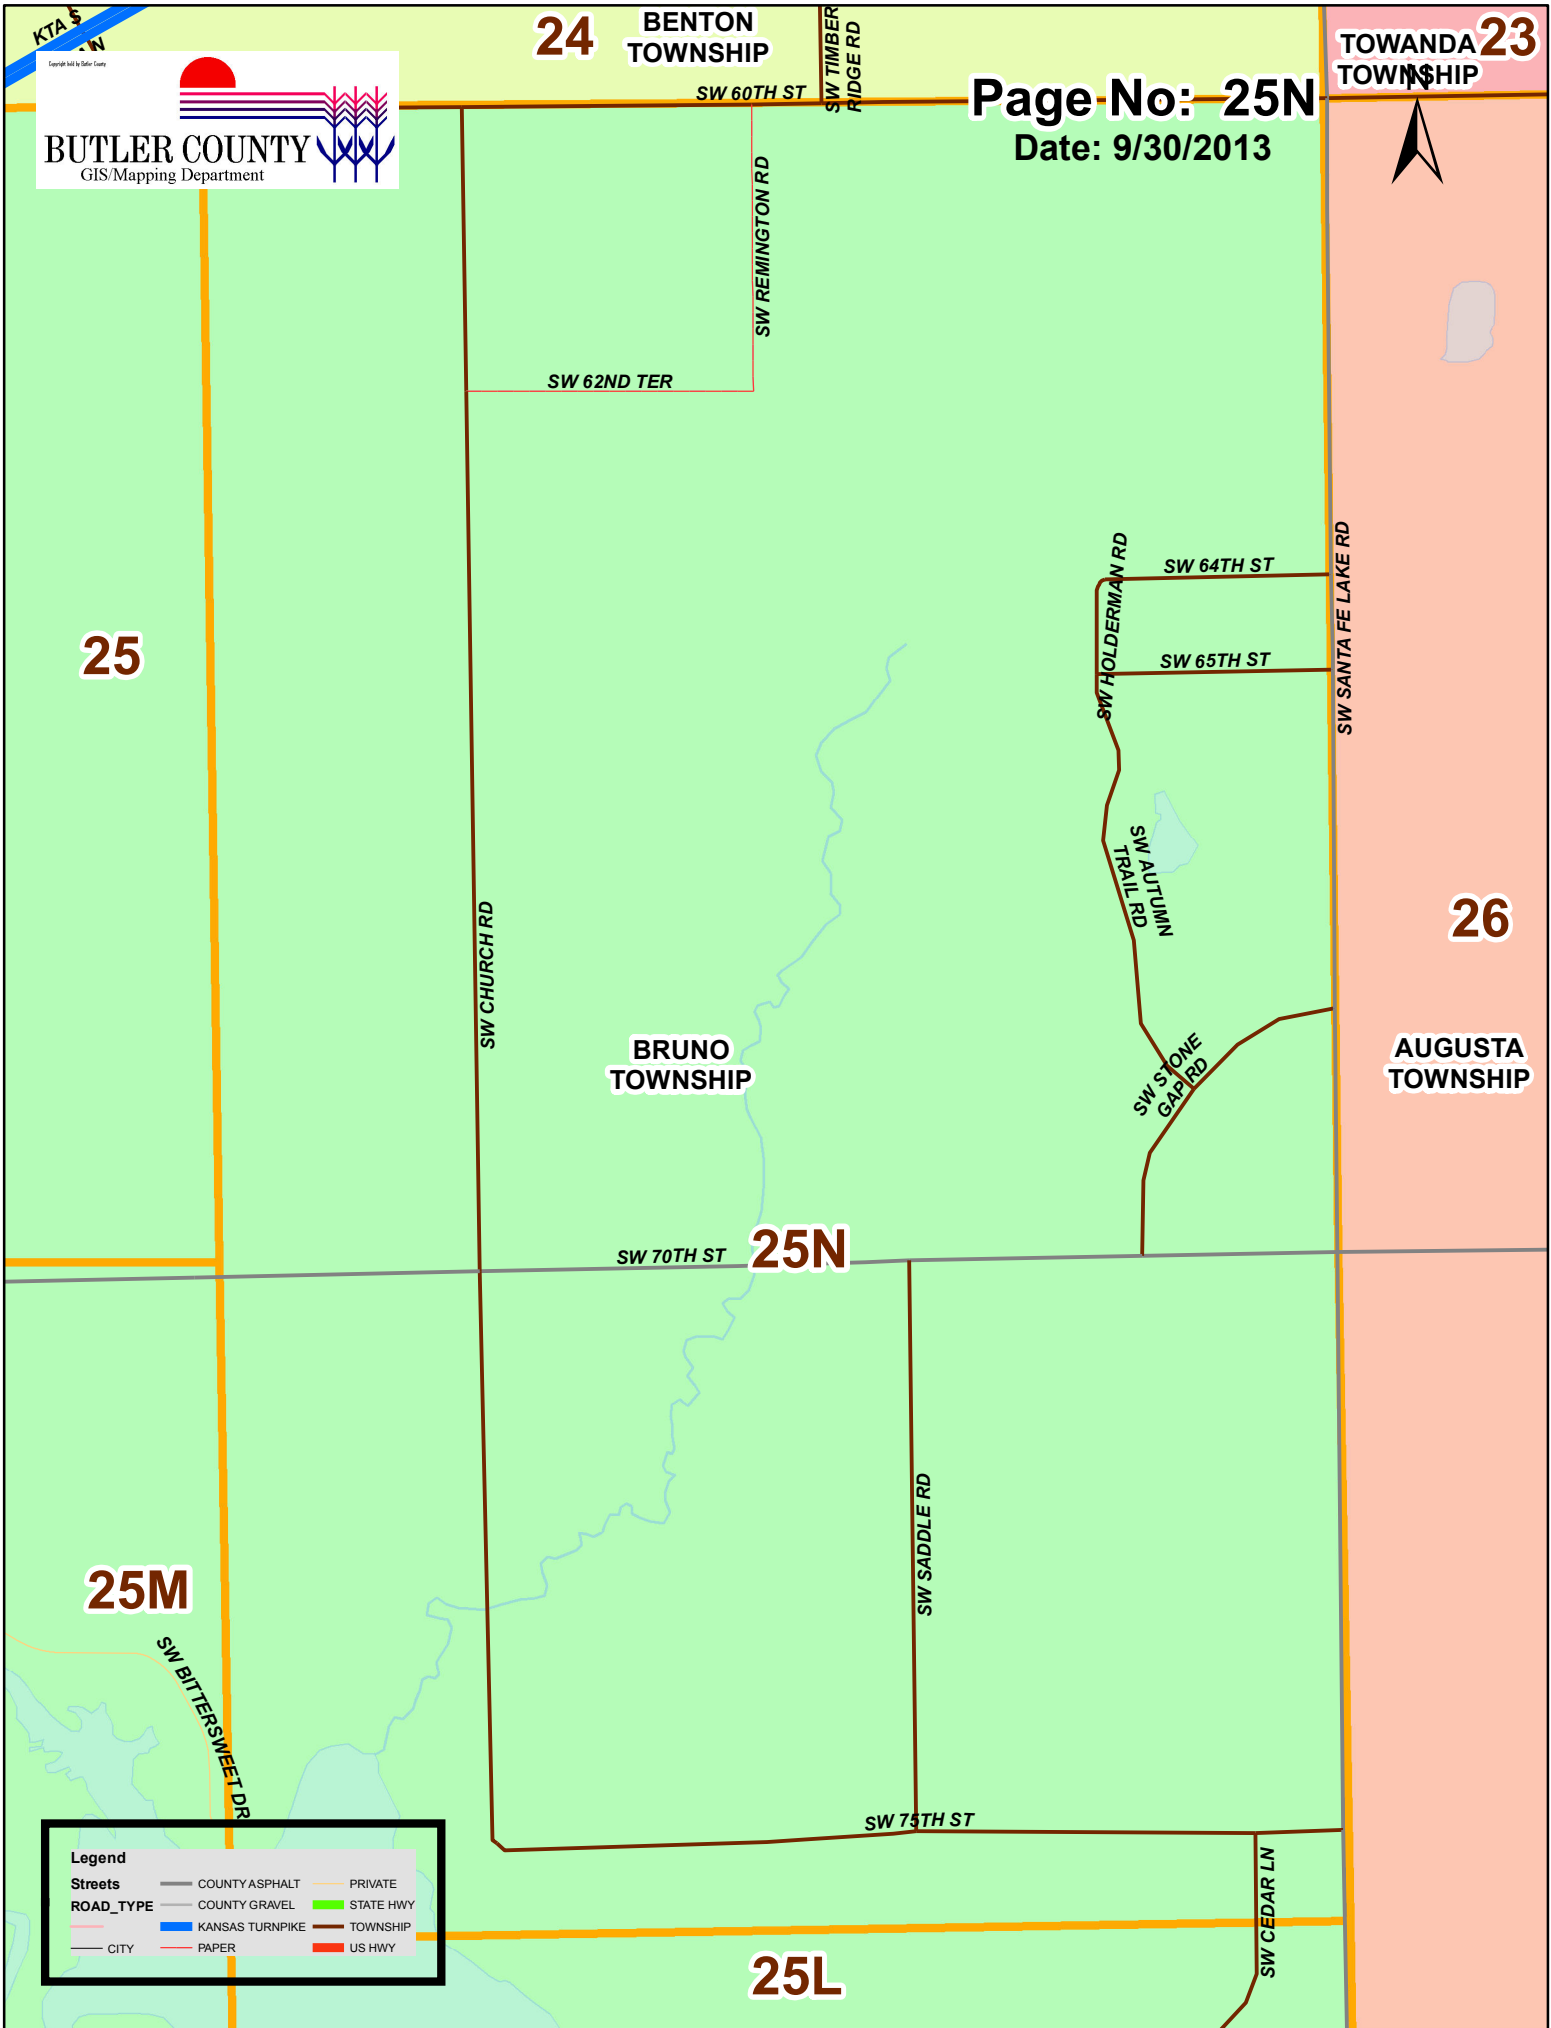 KTA S
24
BENTON
TOWNSHIP
SW TIMBER
RIDGE RD
TOWANDA
TOWNSHIP
23
N
Copyright held by Butler County
BUTLER COUNTY
GIS/Mapping Department
SW 60TH ST
Page No: 25N
Date: 9/30/2013
SW REMINGTON RD
SW 62ND TER
SW HOLDERMAN RD
SW 64TH ST
SW SANTA FE LAKE RD
25
SW 65TH ST
SW AUTUMN
TRAIL RD
26
SW CHURCH RD
BRUNO
TOWNSHIP
SW STONE
GAP RD
AUGUSTA
TOWNSHIP
SW 70TH ST
25N
SW SADDLE RD
25M
SW BITTERSWEET DR
SW 75TH ST
SW CEDAR LN
25L
Legend
Streets
ROAD_TYPE
CITY
COUNTY ASPHALT
COUNTY GRAVEL
KANSAS TURNPIKE
PAPER
PRIVATE
STATE HWY
TOWNSHIP
US HWY